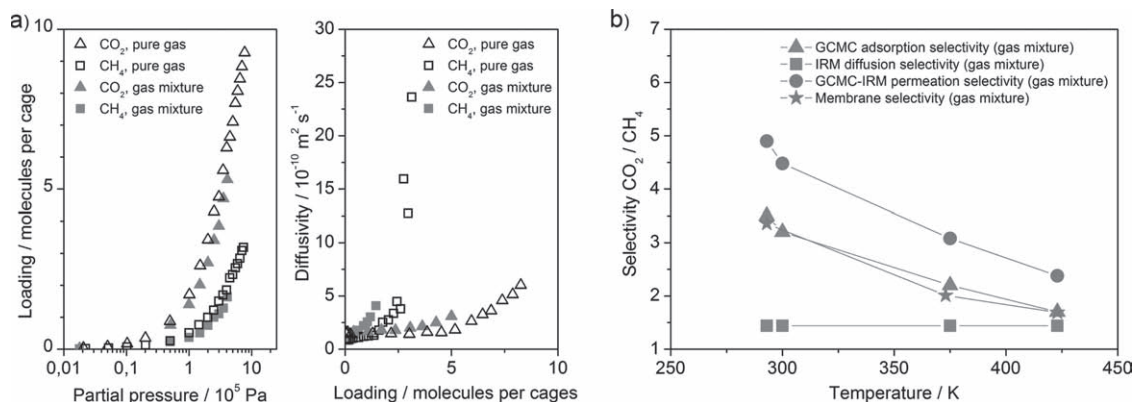 a)
10
5
0
0,01
0,1
1
10
Loading / molecules per cage
Partial pressure / 10⁵ Pa
CO₂, pure gas
CH₄, pure gas
CO₂, gas mixture
CH₄, gas mixture
30
25
20
15
10
5
0
0
5
10
Diffusivity / 10⁻¹⁰ m² s⁻¹
Loading / molecules per cages
CO₂, pure gas
CH₄, pure gas
CO₂, gas mixture
CH₄, gas mixture
b)
7
6
5
4
3
2
1
250
300
350
400
450
Selectivity CO₂ / CH₄
Temperature / K
GCMC adsorption selectivity (gas mixture)
IRM diffusion selectivity (gas mixture)
GCMC-IRM permeation selectivity (gas mixture)
Membrane selectivity (gas mixture)